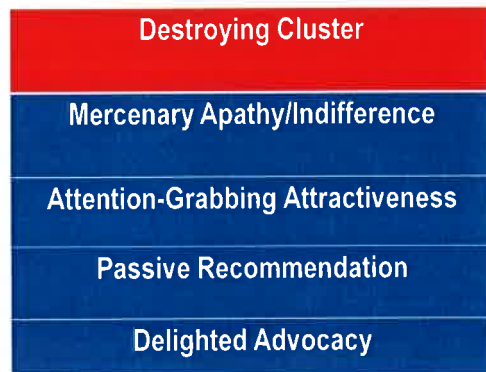 Destroying Cluster
Mercenary Apathy/Indifference
Attention-Grabbing Attractiveness
Passive Recommendation
Delighted Advocacy